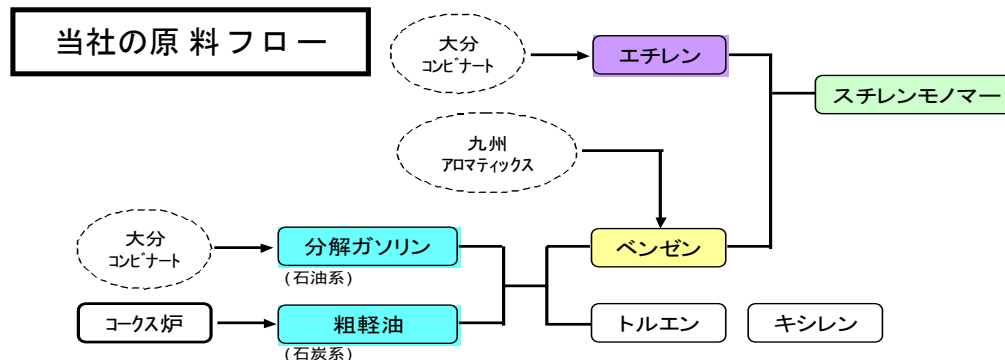 当社の原料フロー
大分
コンビナート
エチレン
スチレンモノマー
九州
アロマティックス
大分
コンビナート
分解ガソリン
(石油系)
ベンゼン
コークス炉
粗軽油
(石炭系)
トルエン
キシレン